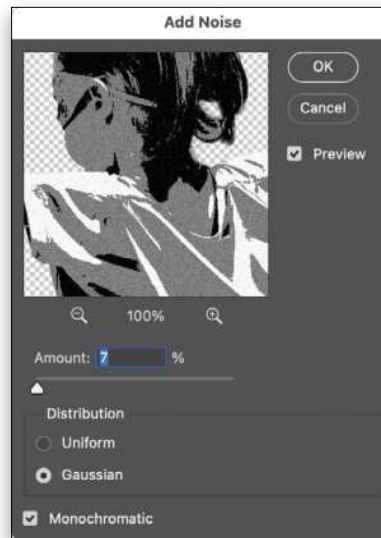 Add Noise
OK
Cancel
Preview
100%
Amount: 7 %
Distribution
Uniform
Gaussian
Monochromatic